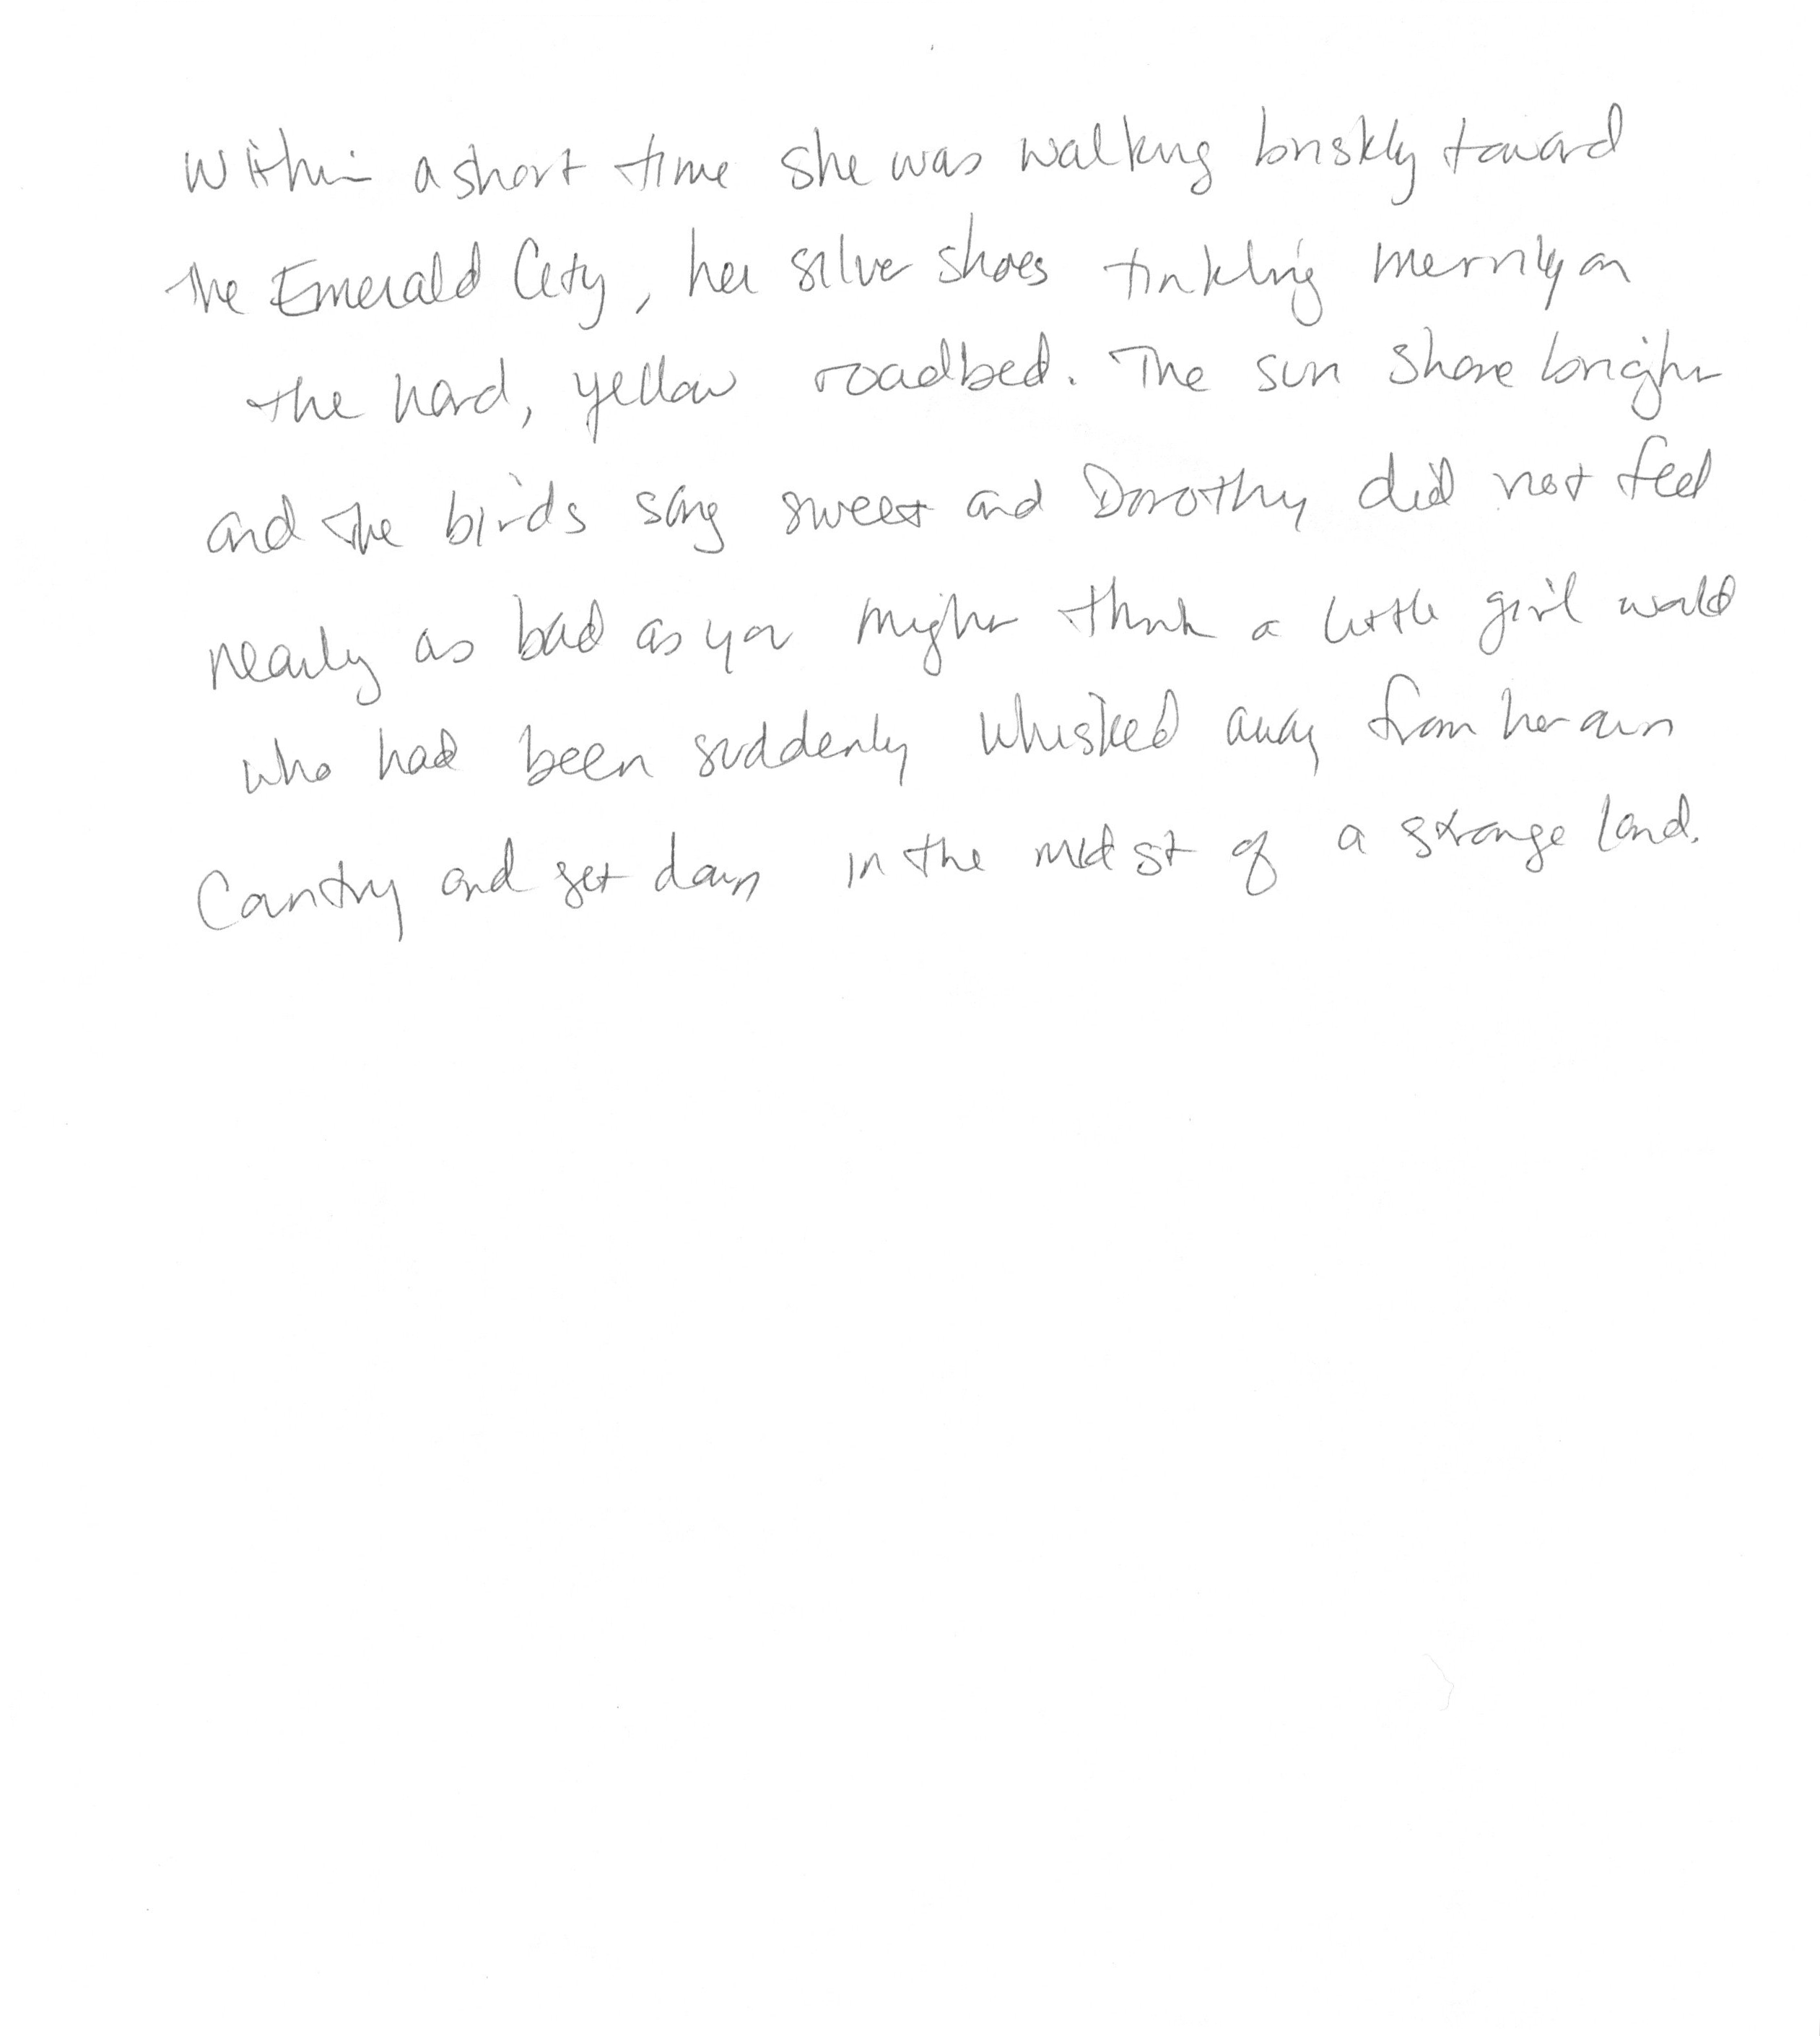 Within a short time she was walking briskly toward
the Emerald City, her silver shoes tinkling merrily on
the hard, yellow roadbed. The sun shone bright
and the birds sang sweet and Dorothy did not feel
nearly as bad as you might think a little girl would
who had been suddenly whisked away from her own
Country and set down in the midst of a strange land.